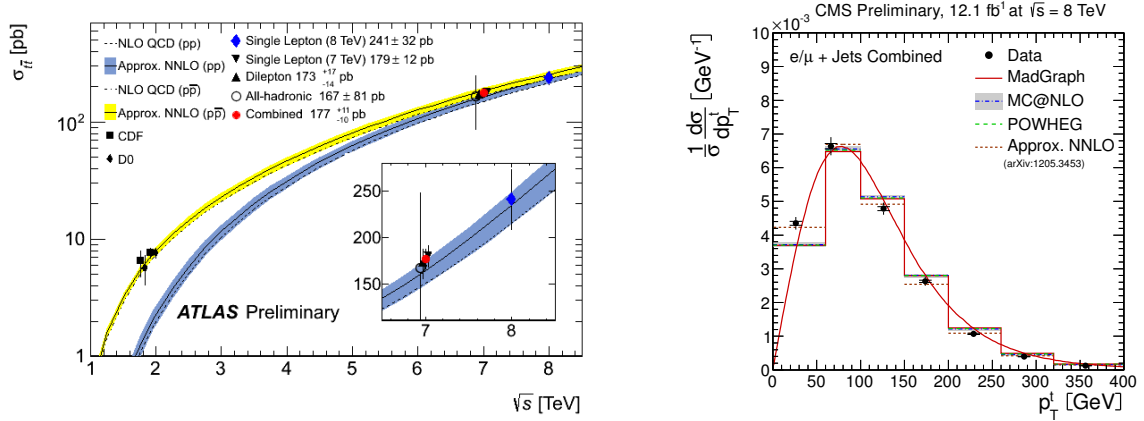 σtt̄ [pb]
NLO QCD (pp)
Approx. NNLO (pp)
NLO QCD (pp̄)
Approx. NNLO (pp̄)
CDF
D0
Single Lepton (8 TeV) 241 ± 32 pb
Single Lepton (7 TeV) 179 ± 12 pb
Dilepton 173 +17 -14 pb
All-hadronic 167 ± 81 pb
Combined 177 +11 -10 pb
10²
10
1
250
200
150
7 8
ATLAS Preliminary
1 2 3 4 5 6 7 8
√s [TeV]
CMS Preliminary, 12.1 fb¹ at √s = 8 TeV
×10⁻³
e/μ + Jets Combined
Data
MadGraph
MC@NLO
POWHEG
Approx. NNLO
(arXiv:1205.3453)
1/σ dσ/dpᵗT [GeV⁻¹]
10
9
8
7
6
5
4
3
2
1
0
0 50 100 150 200 250 300 350 400
pᵗT [GeV]